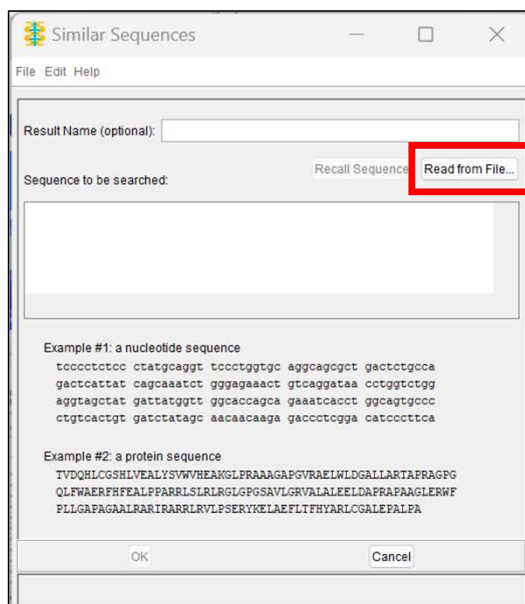 Similar Sequences
File Edit Help
Result Name (optional):
Recall Sequence Read from File...
Sequence to be searched:
Example #1: a nucleotide sequence
tcccctctcc ctatgcaggt tccctggtgc aggcagcgct gactctgcca
gactcattat cagcaaatct gggagaaact gtcaggataa cctggtctgg
aggtagctat gattatggtt ggcaccagca gaaatcacct ggcagtgccc
ctgtcactgt gatctatagc aacaacaaga gaccctcgga catcccttca
Example #2: a protein sequence
TVDQHLCGSHLVEALYSVWVHEAKGLPRAAAGAPGVRAELWLDGALLARTAPRAGPG
QLFWAERFHFEALPPARRLSLRLRGLGPGSAVLGRVALALEELDAPRAPAAGLERWF
PLLGAPAGAALRARIRARRLRVLPSERYKELAEFLTFHYARLCGALEPALPA
OK Cancel